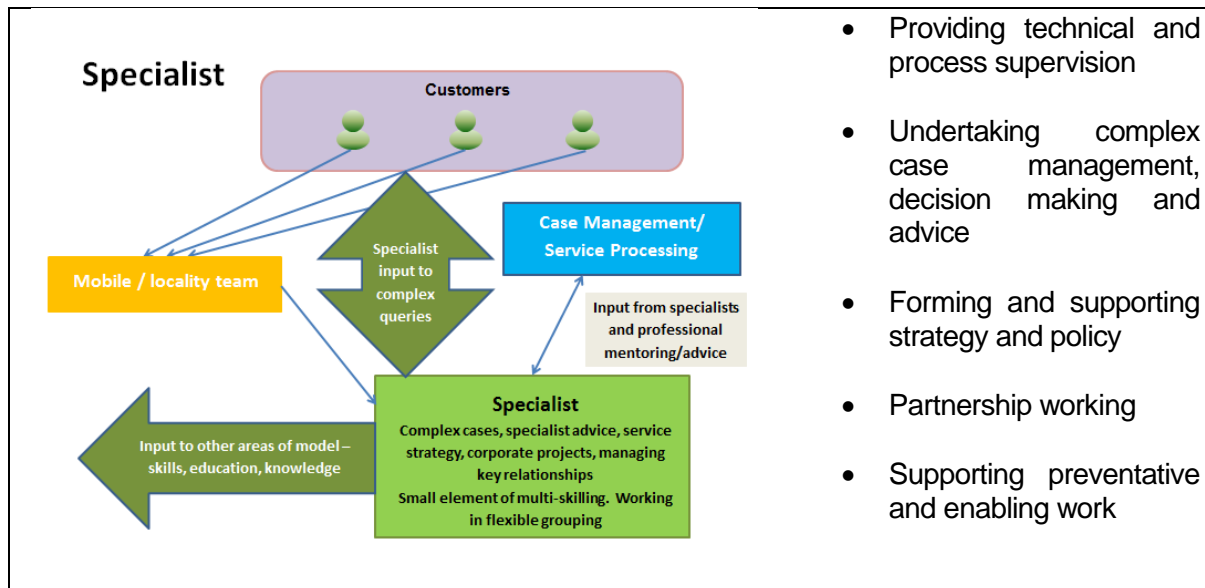 Specialist
Customers
Specialist
input to
complex
queries
Case Management/
Service Processing
Mobile / locality team
Input from specialists
and professional
mentoring/advice
Input to other areas of model –
skills, education, knowledge
Specialist
Complex cases, specialist advice, service
strategy, corporate projects, managing
key relationships
Small element of multi-skilling.  Working
in flexible grouping
• Providing technical and
process supervision
• Undertaking complex
case management,
decision making and
advice
• Forming and supporting
strategy and policy
• Partnership working
• Supporting preventative
and enabling work